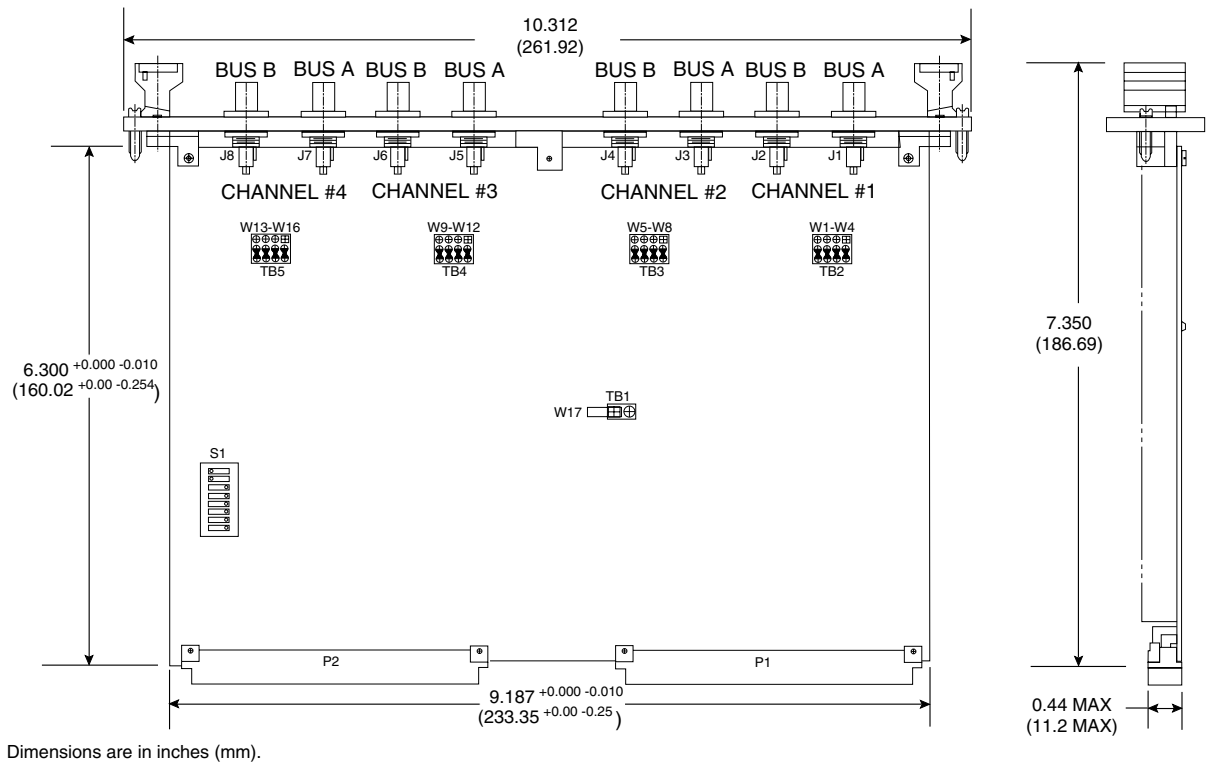 10.312
(261.92)
BUS B BUS A BUS B BUS A BUS B BUS A BUS B BUS A
J8 J7 J6 J5 J4 J3 J2 J1
CHANNEL #4 CHANNEL #3 CHANNEL #2 CHANNEL #1
W13-W16 W9-W12 W5-W8 W1-W4
TB5 TB4 TB3 TB2
7.350
(186.69)
6.300 +0.000 -0.010
(160.02 +0.00 -0.254)
TB1
W17
S1
P2 P1
9.187 +0.000 -0.010
(233.35 +0.00 -0.25)
0.44 MAX
(11.2 MAX)
Dimensions are in inches (mm).